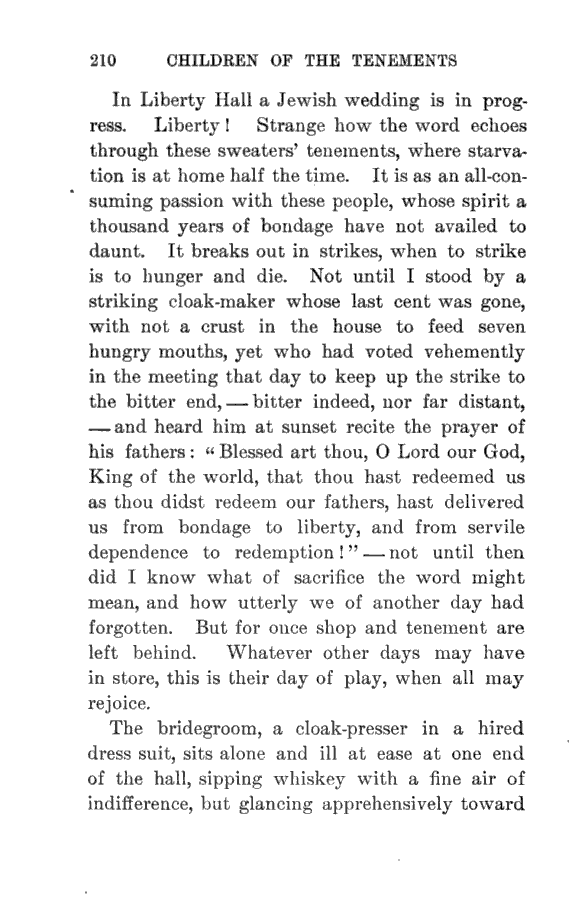 210 CHILDREN OF THE TENEMENTS
In Liberty Hall a Jewish wedding is in prog-
ress. Liberty! Strange how the word echoes
through these sweaters' tenements, where starva-
tion is at home half the time. It is as an all-con-
suming passion with these people, whose spirit a
thousand years of bondage have not availed to
daunt. It breaks out in strikes, when to strike
is to hunger and die. Not until I stood by a
striking cloak-maker whose last cent was gone,
with not a crust in the house to feed seven
hungry mouths, yet who had voted vehemently
in the meeting that day to keep up the strike to
the bitter end, — bitter indeed, nor far distant,
— and heard him at sunset recite the prayer of
his fathers: "Blessed art thou, O Lord our God,
King of the world, that thou hast redeemed us
as thou didst redeem our fathers, hast delivered
us from bondage to liberty, and from servile
dependence to redemption!" — not until then
did I know what of sacrifice the word might
mean, and how utterly we of another day had
forgotten. But for once shop and tenement are
left behind. Whatever other days may have
in store, this is their day of play, when all may
rejoice.
The bridegroom, a cloak-presser in a hired
dress suit, sits alone and ill at ease at one end
of the hall, sipping whiskey with a fine air of
indifference, but glancing apprehensively toward